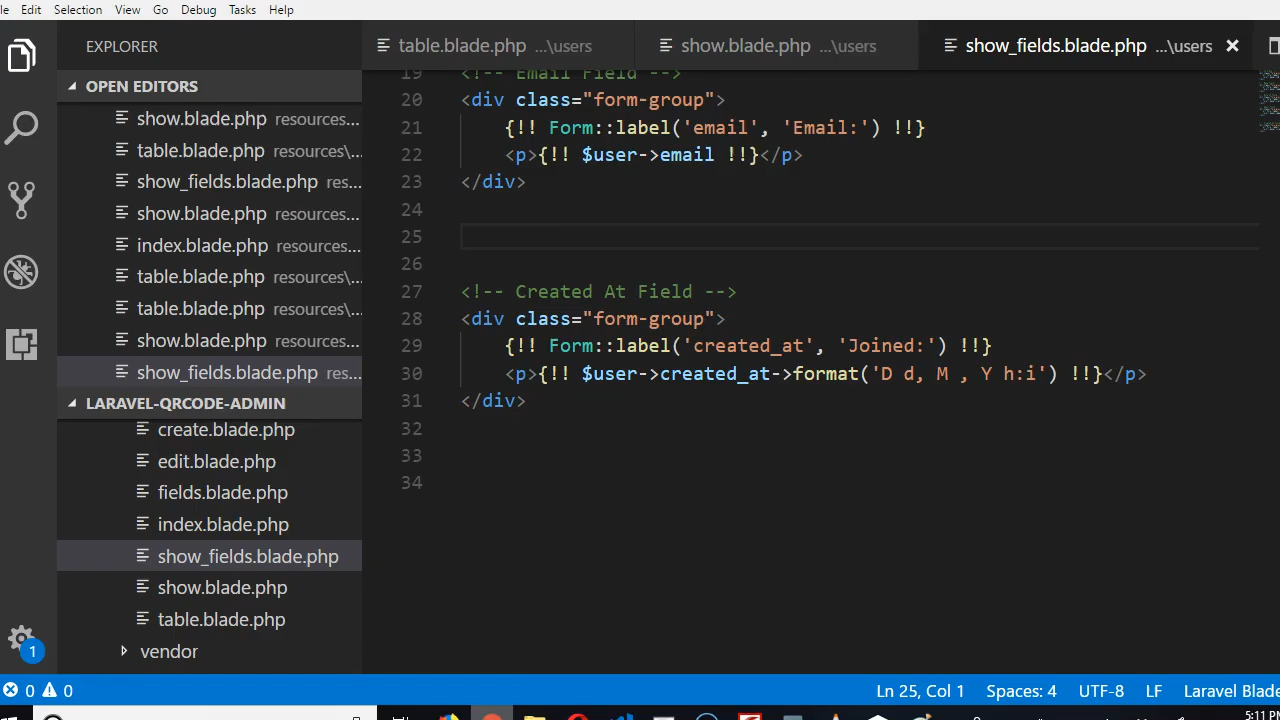 le Edit Selection View Go Debug Tasks Help
EXPLORER
table.blade.php ...\users
show.blade.php ...\users
show_fields.blade.php ...\users
OPEN EDITORS
show.blade.php resources...
table.blade.php resources\...
show_fields.blade.php res...
show.blade.php resources...
index.blade.php resources...
table.blade.php resources\...
table.blade.php resources\...
show.blade.php resources...
show_fields.blade.php res...
LARAVEL-QRCODE-ADMIN
create.blade.php
edit.blade.php
fields.blade.php
index.blade.php
show_fields.blade.php
show.blade.php
table.blade.php
vendor
19 <!-- Email Field -->
20 <div class="form-group">
21 {!! Form::label('email', 'Email:') !!}
22 <p>{!! $user->email !!}</p>
23 </div>
24
25
26
27 <!-- Created At Field -->
28 <div class="form-group">
29 {!! Form::label('created_at', 'Joined:') !!}
30 <p>{!! $user->created_at->format('D d, M , Y h:i') !!}</p>
31 </div>
32
33
34
1
0 0
Ln 25, Col 1 Spaces: 4 UTF-8 LF Laravel Blade
5:11 PM